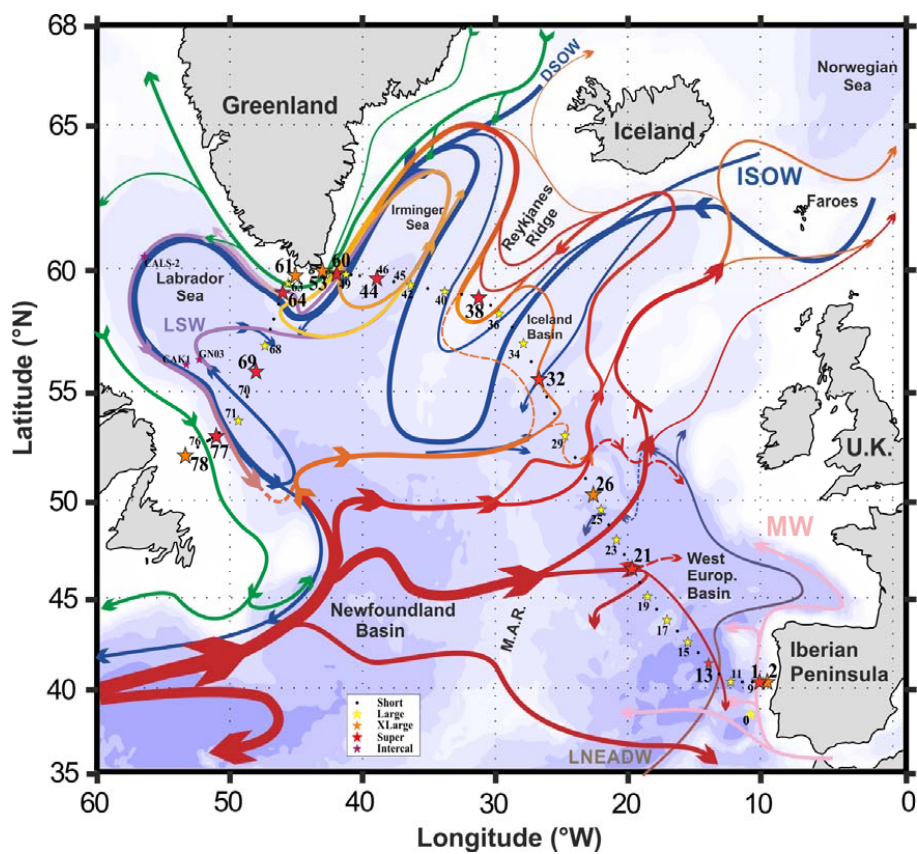 68
65
60
55
50
45
40
35
Latitude (°N)
60
50
40
30
20
10
0
Longitude (°W)
Greenland
DSOW
Iceland
Norwegian
Sea
ISOW
Faroes
Irminger
Sea
Reykjanes
Ridge
CALS-2
Labrador
Sea
LSW
61
63
64
53
60
49
44
46
45
42
40
38
36
34
Iceland
Basin
32
29
CAK1
GN03
68
69
70
71
76
77
78
26
25
23
21
19
17
15
13
11
9
1
2
0
U.K.
MW
West
Europ.
Basin
Newfoundland
Basin
M.A.R.
Iberian
Peninsula
LNEADW
Short
Large
XLarge
Super
Intercal